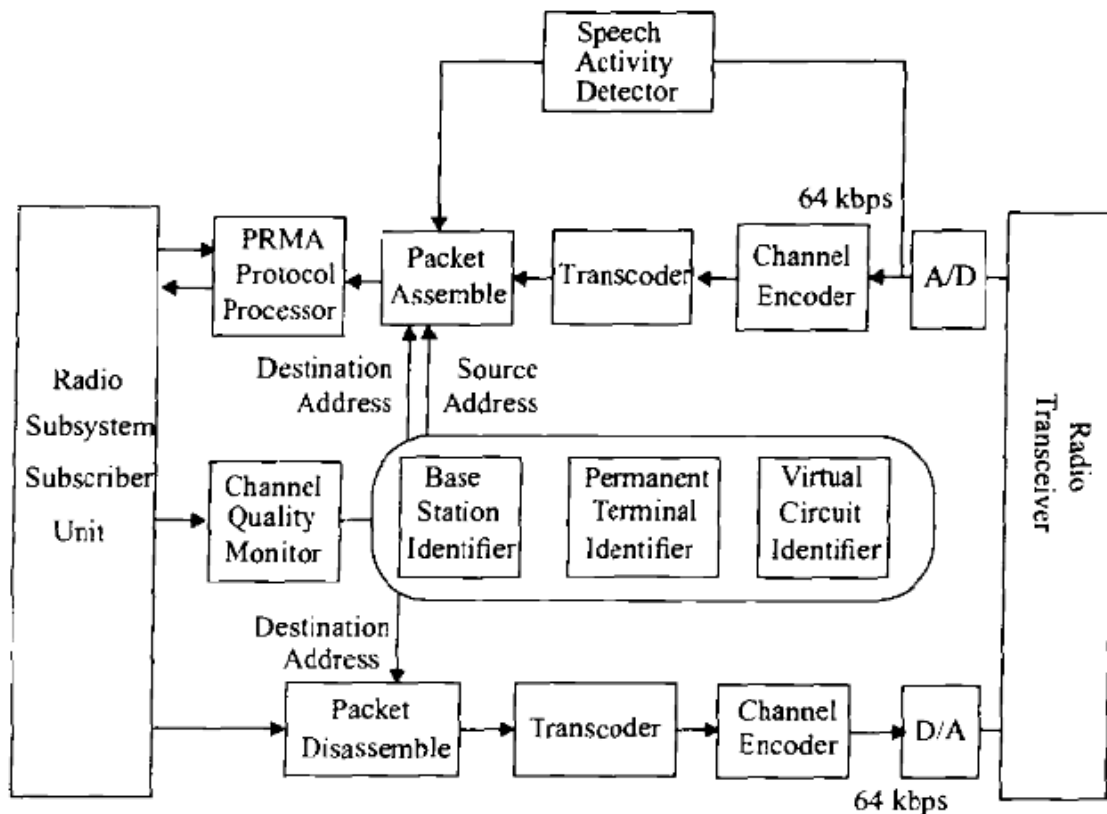 Speech
Activity
Detector
64 kbps
PRMA
Protocol
Processor
Packet
Assemble
Transcoder
Channel
Encoder
A/D
Destination
Address
Source
Address
Radio
Subsystem
Subscriber
Unit
Channel
Quality
Monitor
Base
Station
Identifier
Permanent
Terminal
Identifier
Virtual
Circuit
Identifier
Radio
Transceiver
Destination
Address
Packet
Disassemble
Transcoder
Channel
Encoder
D/A
64 kbps